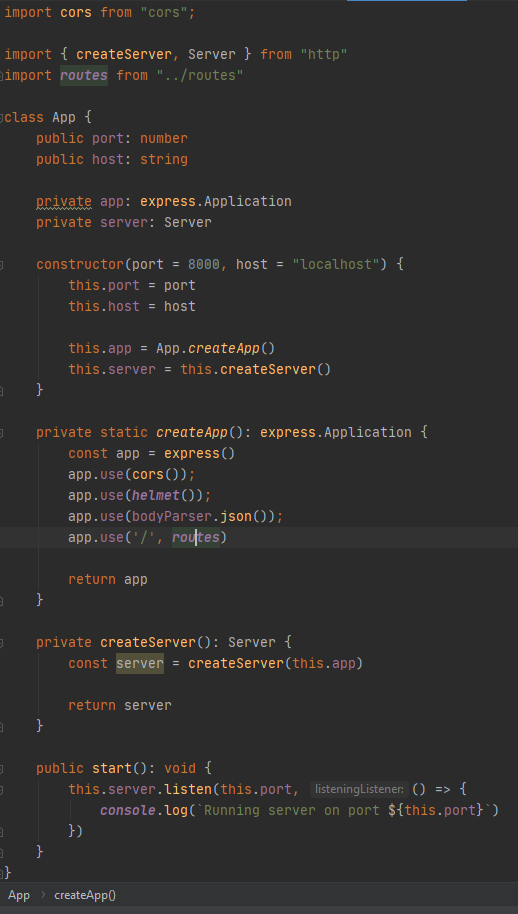 import cors from "cors";
import { createServer, Server } from "http"
import routes from "../routes"
class App {
public port: number
public host: string
private app: express.Application
private server: Server
constructor(port = 8000, host = "localhost") {
this.port = port
this.host = host
this.app = App.createApp()
this.server = this.createServer()
}
private static createApp(): express.Application {
const app = express()
app.use(cors());
app.use(helmet());
app.use(bodyParser.json());
app.use('/', routes)
return app
}
private createServer(): Server {
const server = createServer(this.app)
return server
}
public start(): void {
this.server.listen(this.port, listeningListener: () => {
console.log(`Running server on port ${this.port}`)
})
}
}
App > createApp()